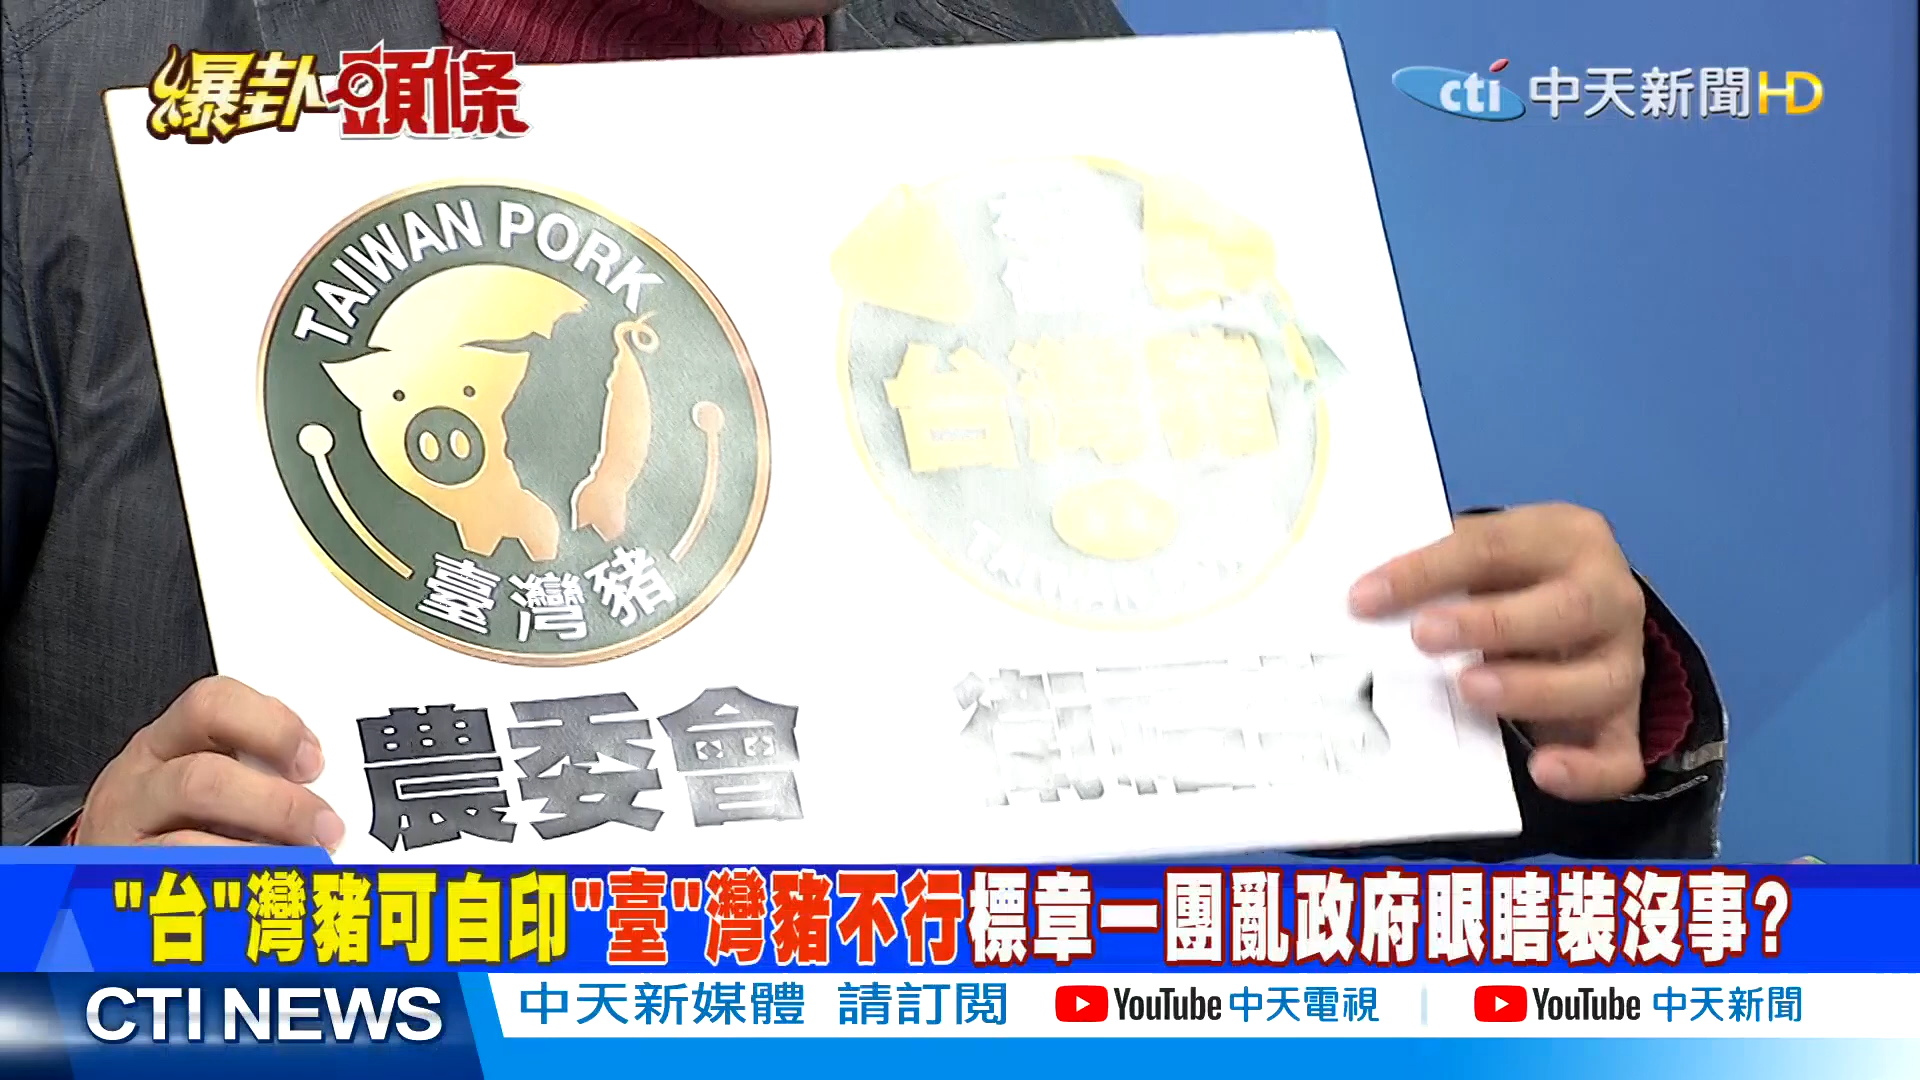 爆卦頭條
cti 中天新聞HD
TAIWAN PORK
臺灣豬
農委會
台灣豬
"台"灣豬可自印"臺"灣豬不行標章一團亂政府眼瞎裝沒事?
CTI NEWS
中天新媒體 請訂閱 YouTube 中天電視 YouTube 中天新聞